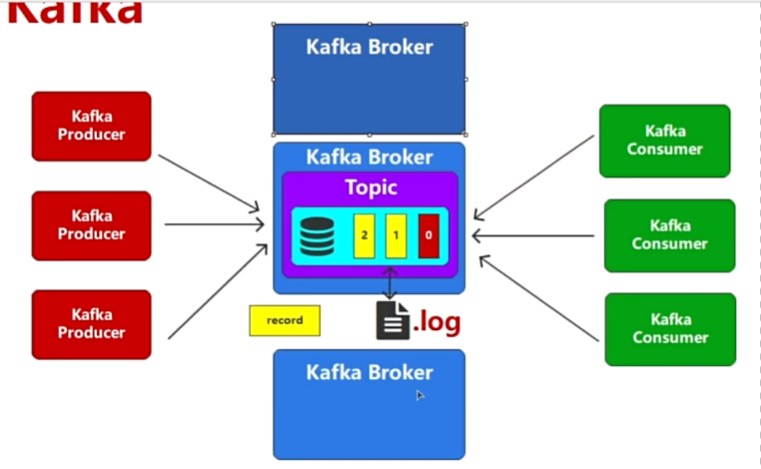 Kafka
Kafka Broker
Kafka
Producer
Kafka
Producer
Kafka
Producer
Kafka Broker
Topic
2
1
0
record
.log
Kafka Broker
Kafka
Consumer
Kafka
Consumer
Kafka
Consumer